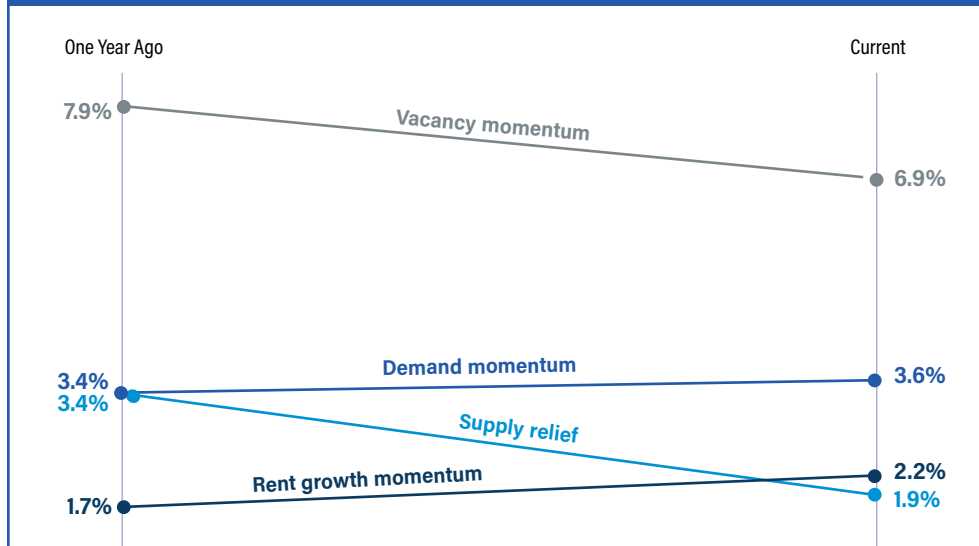 One Year Ago
Current
7.9%
Vacancy momentum
6.9%
3.4%
Demand momentum
3.6%
3.4%
Supply relief
Rent growth momentum
2.2%
1.7%
1.9%